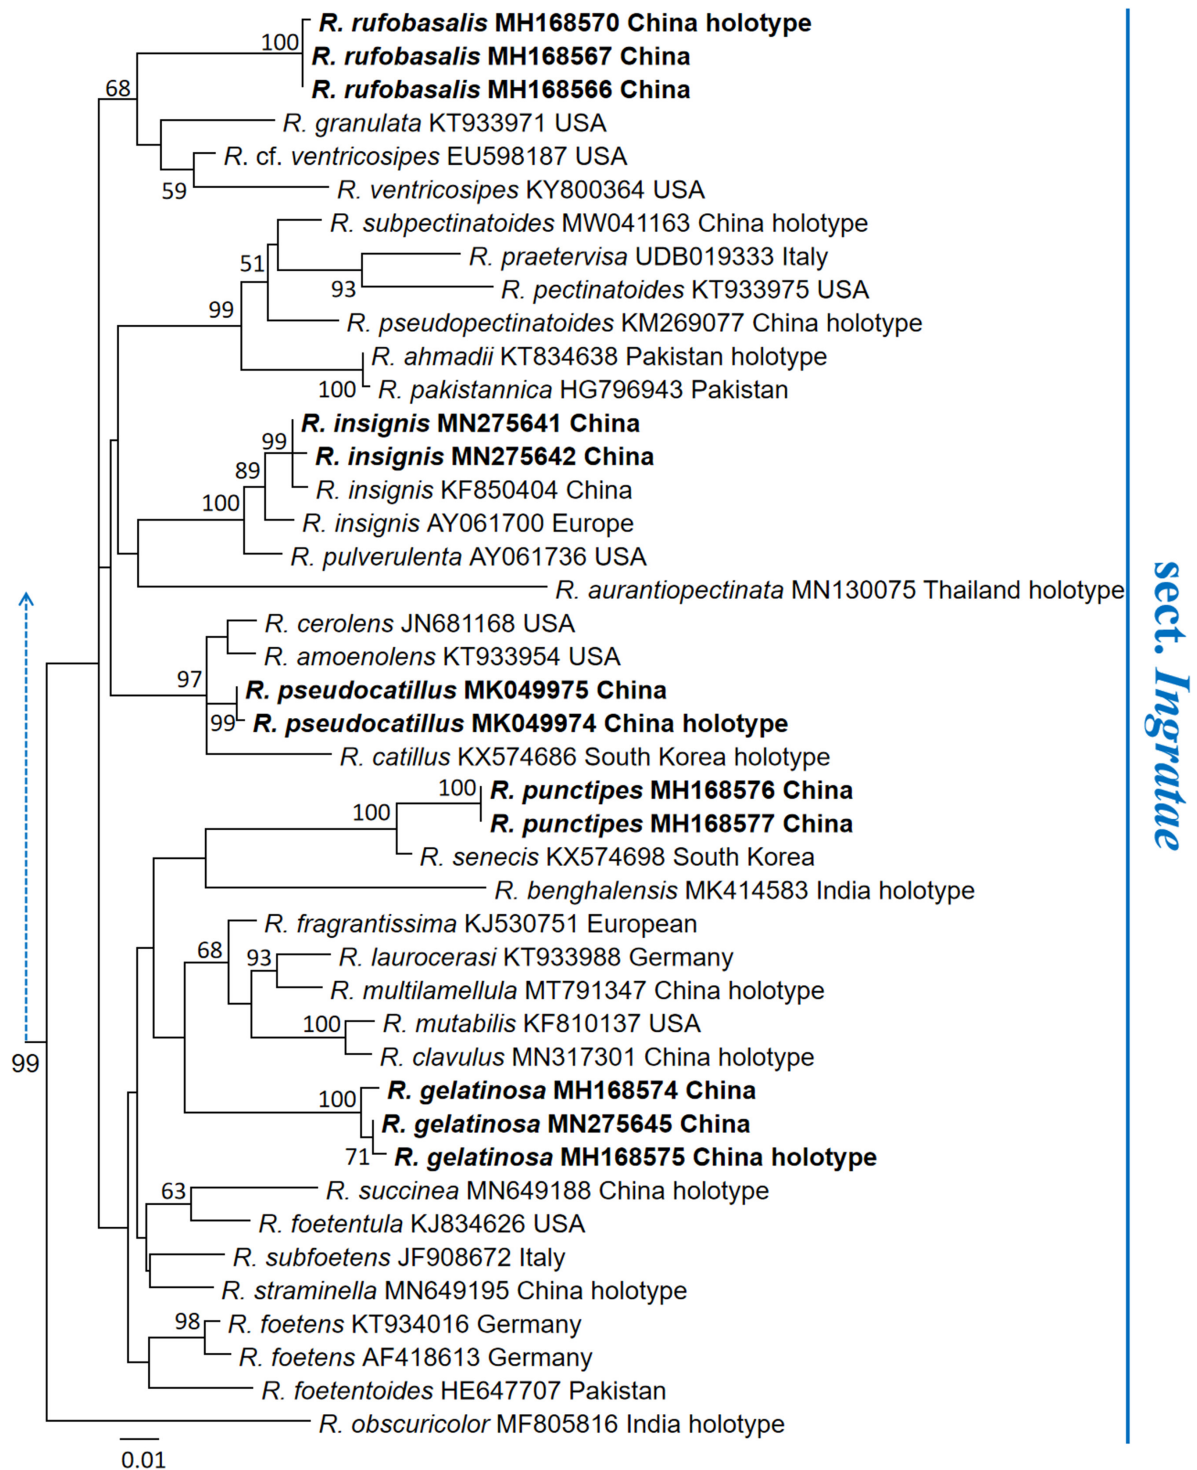 R. rufobasalis MH168570 China holotype
100
R. rufobasalis MH168567 China
R. rufobasalis MH168566 China
68
R. granulata KT933971 USA
R. cf. ventricosipes EU598187 USA
59
R. ventricosipes KY800364 USA
R. subpectinatoides MW041163 China holotype
R. praetervisa UDB019333 Italy
51
93
R. pectinatoides KT933975 USA
99
R. pseudopectinatoides KM269077 China holotype
R. ahmadii KT834638 Pakistan holotype
100
R. pakistannica HG796943 Pakistan
R. insignis MN275641 China
99
R. insignis MN275642 China
89
R. insignis KF850404 China
100
R. insignis AY061700 Europe
R. pulverulenta AY061736 USA
R. aurantiopectinata MN130075 Thailand holotype
R. cerolens JN681168 USA
R. amoenolens KT933954 USA
97
R. pseudocatillus MK049975 China
99
R. pseudocatillus MK049974 China holotype
R. catillus KX574686 South Korea holotype
100
R. punctipes MH168576 China
100
R. punctipes MH168577 China
R. senecis KX574698 South Korea
R. benghalensis MK414583 India holotype
R. fragrantissima KJ530751 European
68
93
R. laurocerasi KT933988 Germany
R. multilamellula MT791347 China holotype
100
R. mutabilis KF810137 USA
R. clavulus MN317301 China holotype
99
100
R. gelatinosa MH168574 China
R. gelatinosa MN275645 China
71
R. gelatinosa MH168575 China holotype
63
R. succinea MN649188 China holotype
R. foetentula KJ834626 USA
R. subfoetens JF908672 Italy
R. straminella MN649195 China holotype
98
R. foetens KT934016 Germany
R. foetens AF418613 Germany
R. foetentoides HE647707 Pakistan
R. obscuricolor MF805816 India holotype
0.01
sect. Ingratae